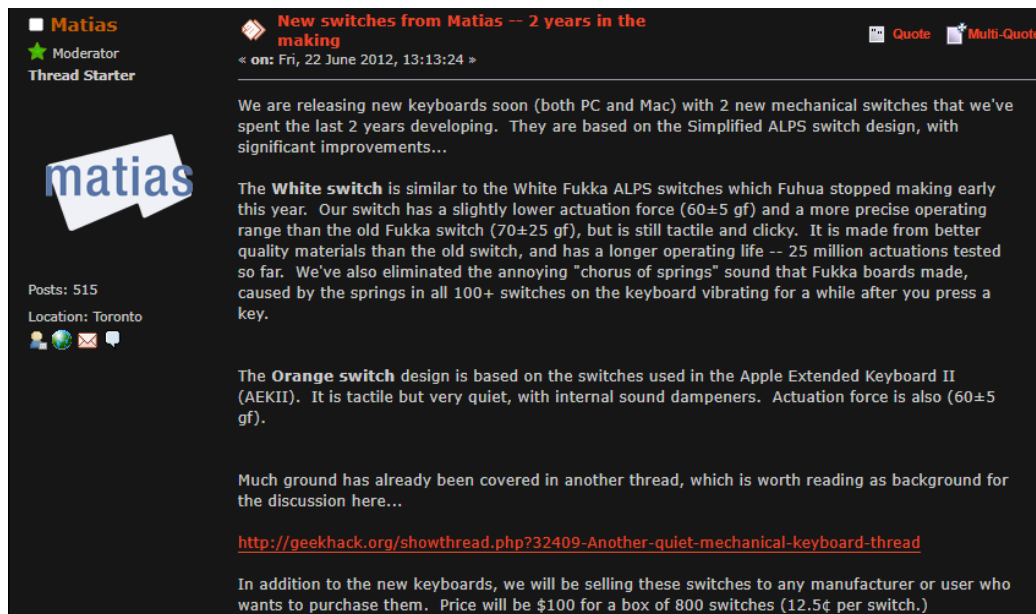 Matias
Moderator
Thread Starter
matias
Posts: 515
Location: Toronto
New switches from Matias -- 2 years in the
making
« on: Fri, 22 June 2012, 13:13:24 »
Quote
Multi-Quote
We are releasing new keyboards soon (both PC and Mac) with 2 new mechanical switches that we've
spent the last 2 years developing.  They are based on the Simplified ALPS switch design, with
significant improvements...
The White switch is similar to the White Fukka ALPS switches which Fuhua stopped making early
this year.  Our switch has a slightly lower actuation force (60±5 gf) and a more precise operating
range than the old Fukka switch (70±25 gf), but is still tactile and clicky.  It is made from better
quality materials than the old switch, and has a longer operating life -- 25 million actuations tested
so far.  We've also eliminated the annoying "chorus of springs" sound that Fukka boards made,
caused by the springs in all 100+ switches on the keyboard vibrating for a while after you press a
key.
The Orange switch design is based on the switches used in the Apple Extended Keyboard II
(AEKII).  It is tactile but very quiet, with internal sound dampeners.  Actuation force is also (60±5
gf).
Much ground has already been covered in another thread, which is worth reading as background for
the discussion here...
http://geekhack.org/showthread.php?32409-Another-quiet-mechanical-keyboard-thread
In addition to the new keyboards, we will be selling these switches to any manufacturer or user who
wants to purchase them.  Price will be $100 for a box of 800 switches (12.5¢ per switch.)